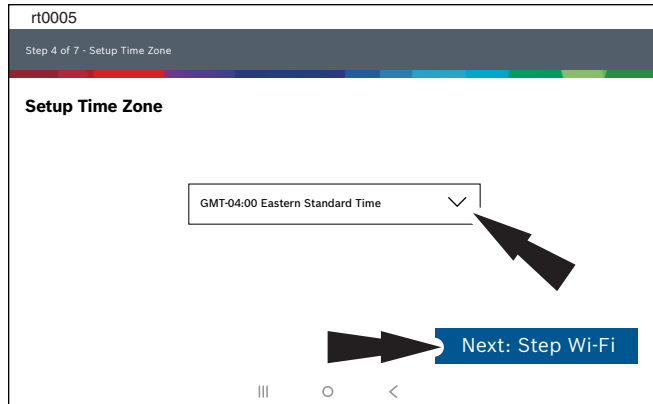 rt0005
Step 4 of 7 - Setup Time Zone
Setup Time Zone
GMT-04:00 Eastern Standard Time
Next: Step Wi-Fi